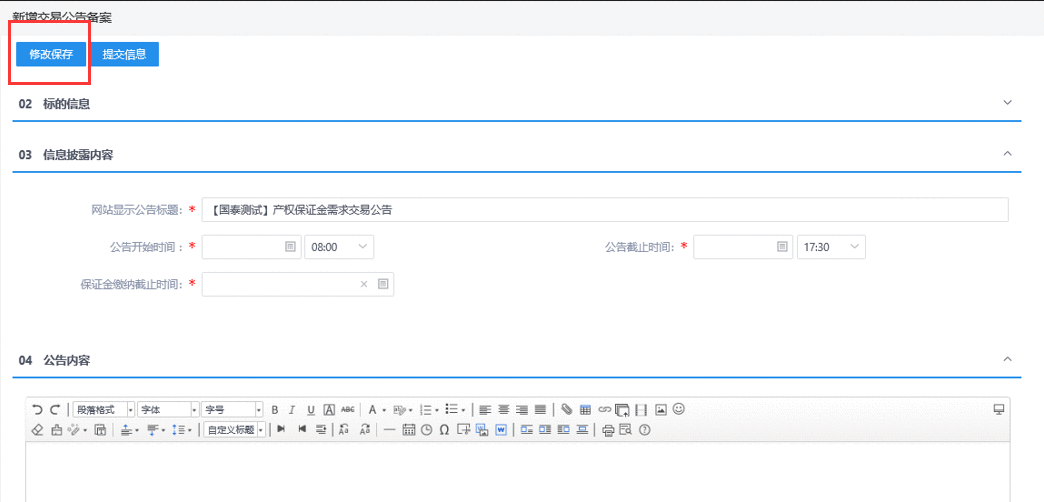 新增交易公告备案
修改保存 提交信息
02 标的信息
03 信息披露内容
网站显示公告标题: * 【国泰测试】产权保证金需求交易公告
公告开始时间: * 08:00 公告截止时间: * 17:30
保证金缴纳截止时间: *
04 公告内容
段落格式 字体 字号 B I U A ABC A
自定义标题